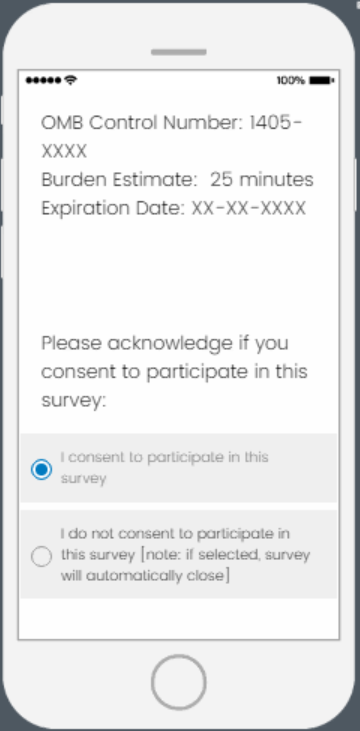 100%
OMB Control Number: 1405-
XXXX
Burden Estimate:  25 minutes
Expiration Date: XX-XX-XXXX
Please acknowledge if you
consent to participate in this
survey:
I consent to participate in this
survey
I do not consent to participate in
this survey [note: if selected, survey
will automatically close]